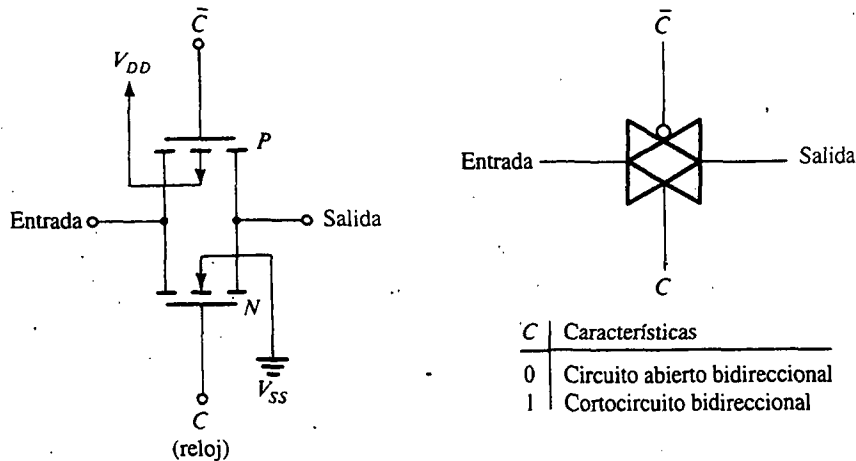 C̄
V_DD
P
Entrada
Salida
N
V_SS
C
(reloj)
C̄
Entrada
Salida
C
C Características
0 Circuito abierto bidireccional
1 Cortocircuito bidireccional